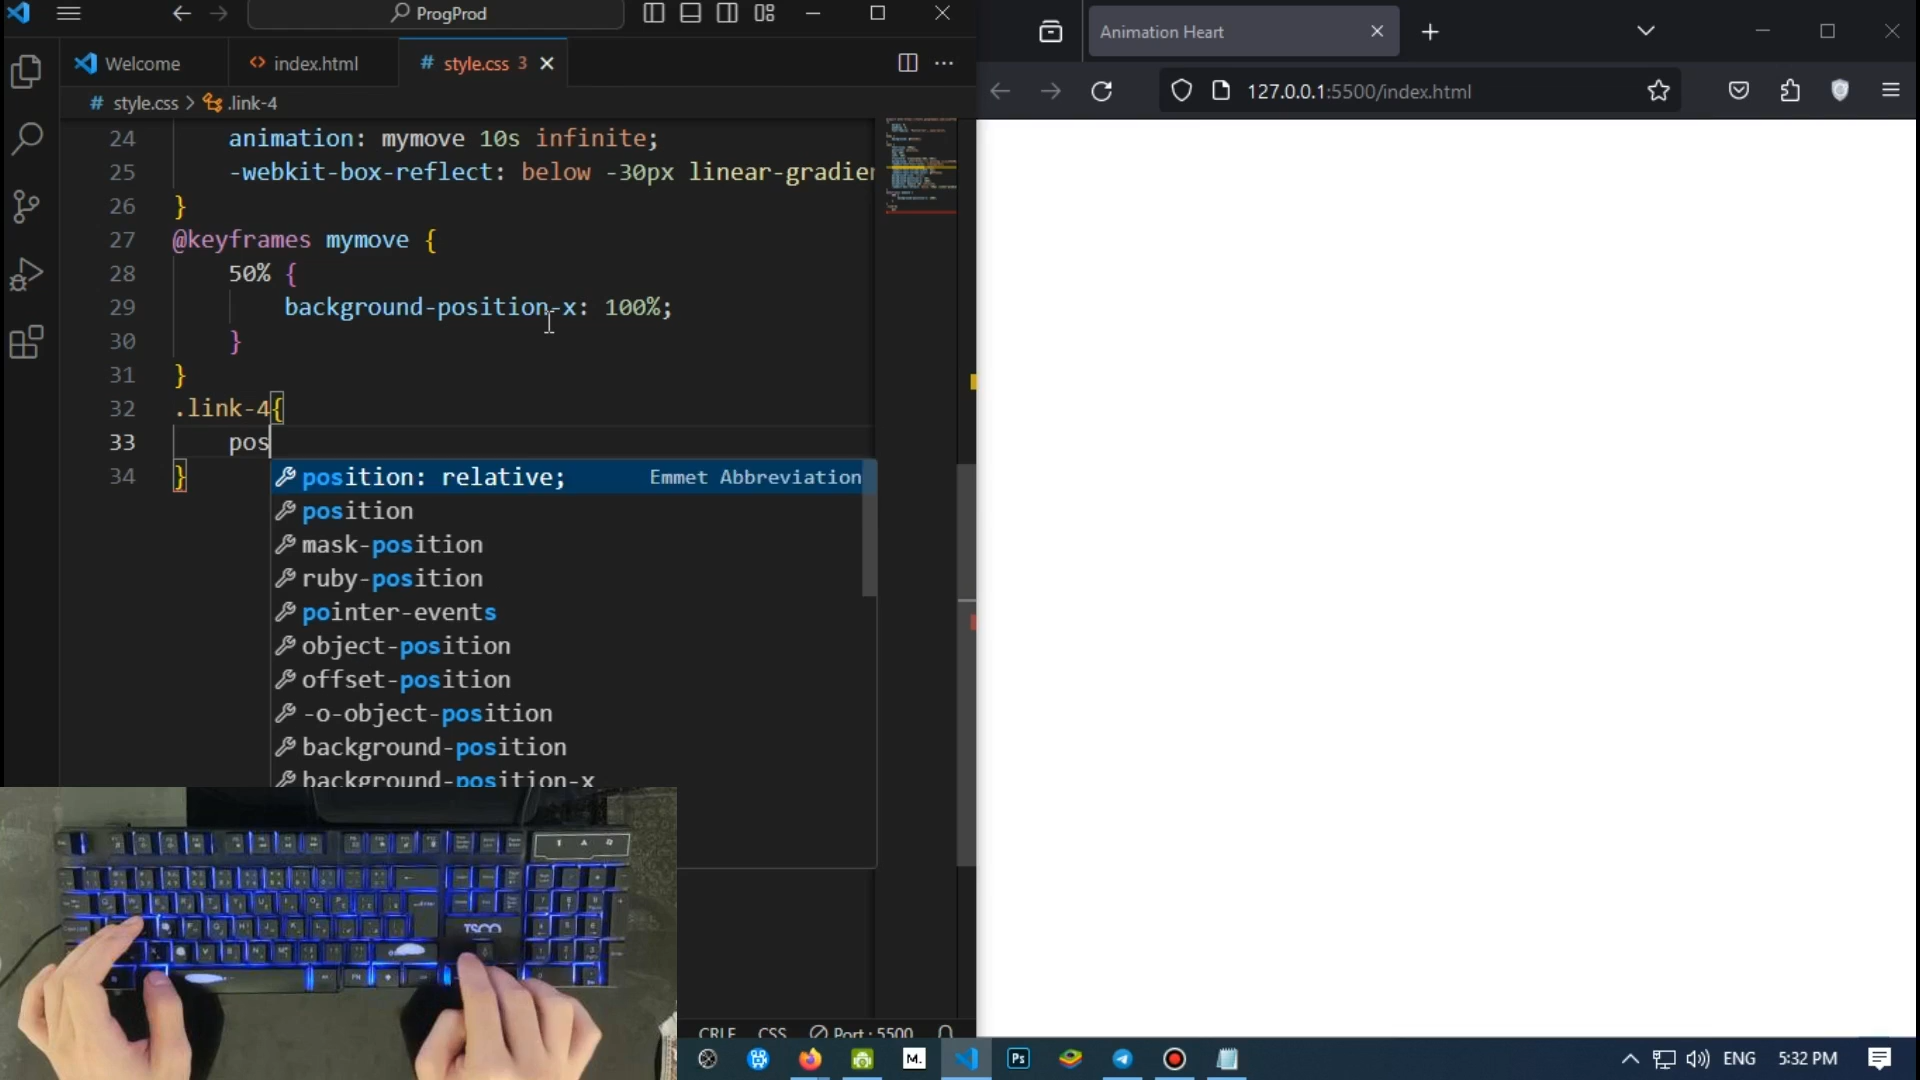 ProgProd
Welcome
index.html
style.css 3
style.css > .link-4
24 animation: mymove 10s infinite;
25 -webkit-box-reflect: below -30px linear-gradien
26 }
27 @keyframes mymove {
28 50% {
29 background-position-x: 100%;
30 }
31 }
32 .link-4{
33 pos
34 }
position: relative; Emmet Abbreviation
position
mask-position
ruby-position
pointer-events
object-position
offset-position
-o-object-position
background-position
background-position-x
CRLF CSS Port : 5500
Animation Heart
127.0.0.1:5500/index.html
TSCO
M. Ps
ENG 5:32 PM